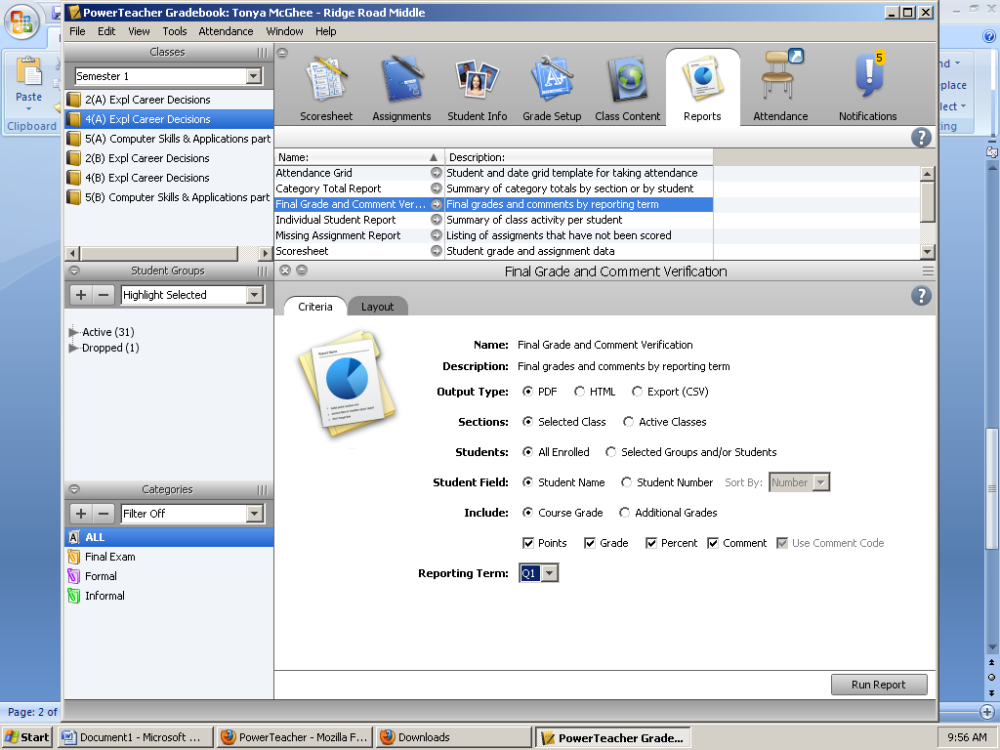 PowerTeacher Gradebook: Tonya McGhee - Ridge Road Middle
File Edit View Tools Attendance Window Help
Paste
Clipboard
Classes
Semester 1
2(A) Expl Career Decisions
4(A) Expl Career Decisions
5(A) Computer Skills & Applications part
2(B) Expl Career Decisions
4(B) Expl Career Decisions
5(B) Computer Skills & Applications part
Student Groups
Highlight Selected
Active (31)
Dropped (1)
Categories
Filter Off
ALL
Final Exam
Formal
Informal
Scoresheet Assignments Student Info Grade Setup Class Content Reports Attendance Notifications
5
?
Name: Description:
Attendance Grid Student and date grid template for taking attendance
Category Total Report Summary of category totals by section or by student
Final Grade and Comment Ver... Final grades and comments by reporting term
Individual Student Report Summary of class activity per student
Missing Assignment Report Listing of assigments that have not been scored
Scoresheet Student grade and assignment data
Final Grade and Comment Verification
?
Criteria Layout
Name: Final Grade and Comment Verification
Description: Final grades and comments by reporting term
Output Type: PDF HTML Export (CSV)
Sections: Selected Class Active Classes
Students: All Enrolled Selected Groups and/or Students
Student Field: Student Name Student Number Sort By: Number
Include: Course Grade Additional Grades
Points Grade Percent Comment Use Comment Code
Reporting Term: Q1
Run Report
nd
place
lect
ing
Page: 2 of
Start Document1 - Microsoft ... PowerTeacher - Mozilla F... Downloads PowerTeacher Grade... 9:56 AM